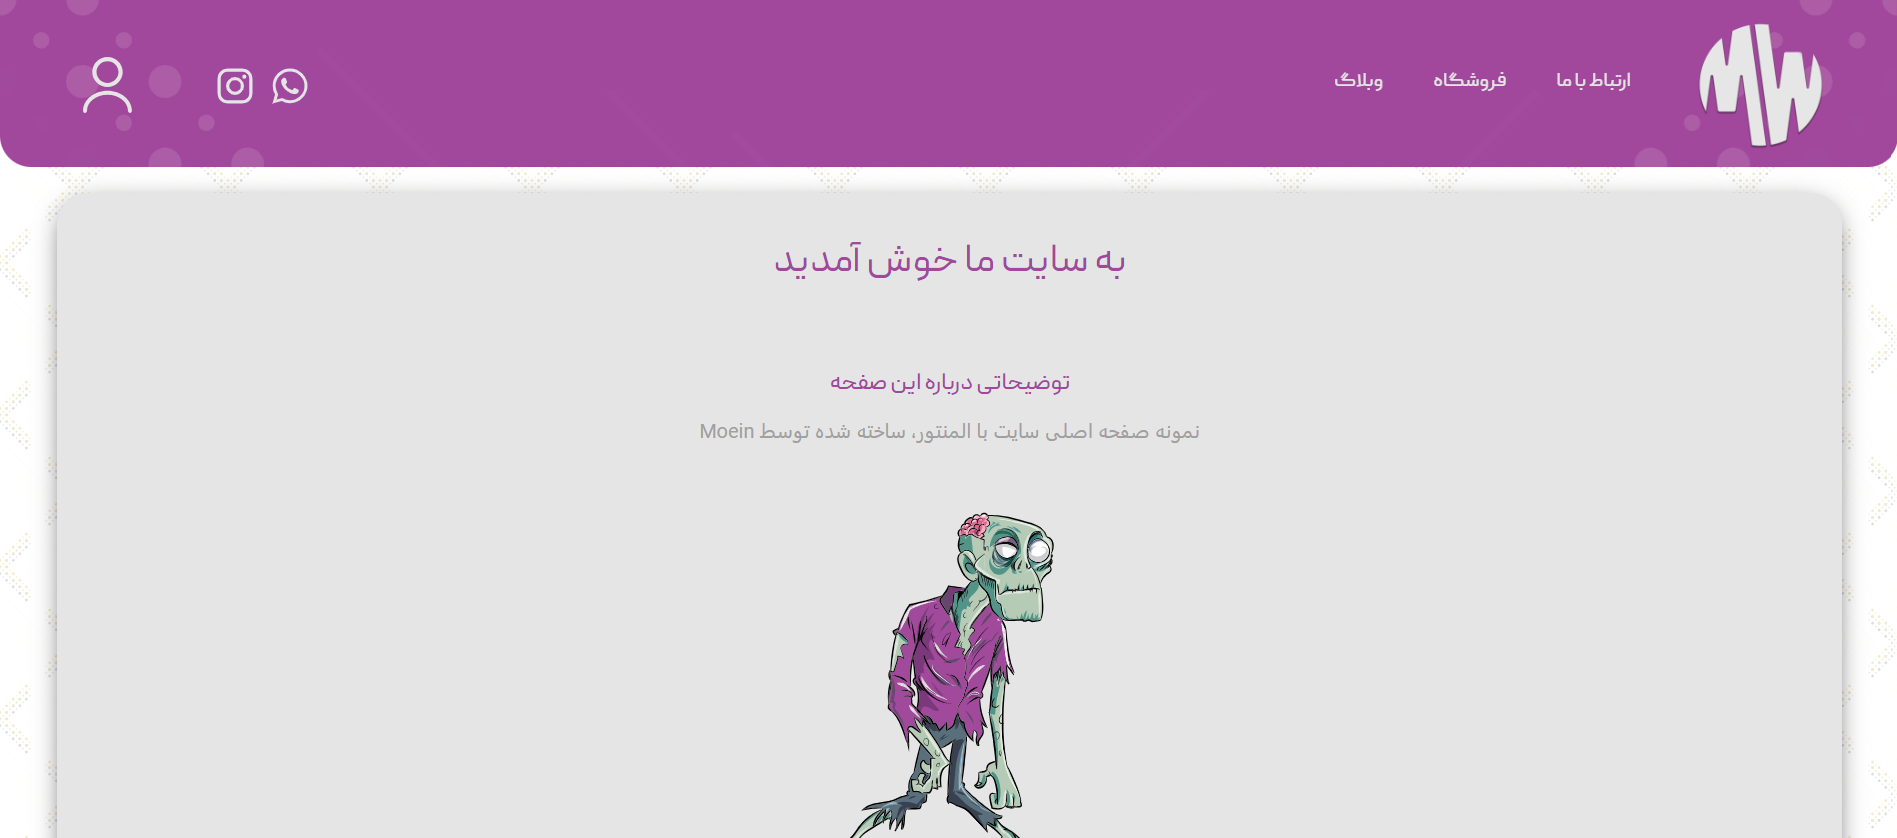 MW
ارتباط با ما
فروشگاه
وبلاگ
به سایت ما خوش آمدید
توضیحاتی درباره این صفحه
نمونه صفحه اصلی سایت با المنتور، ساخته شده توسط Moein